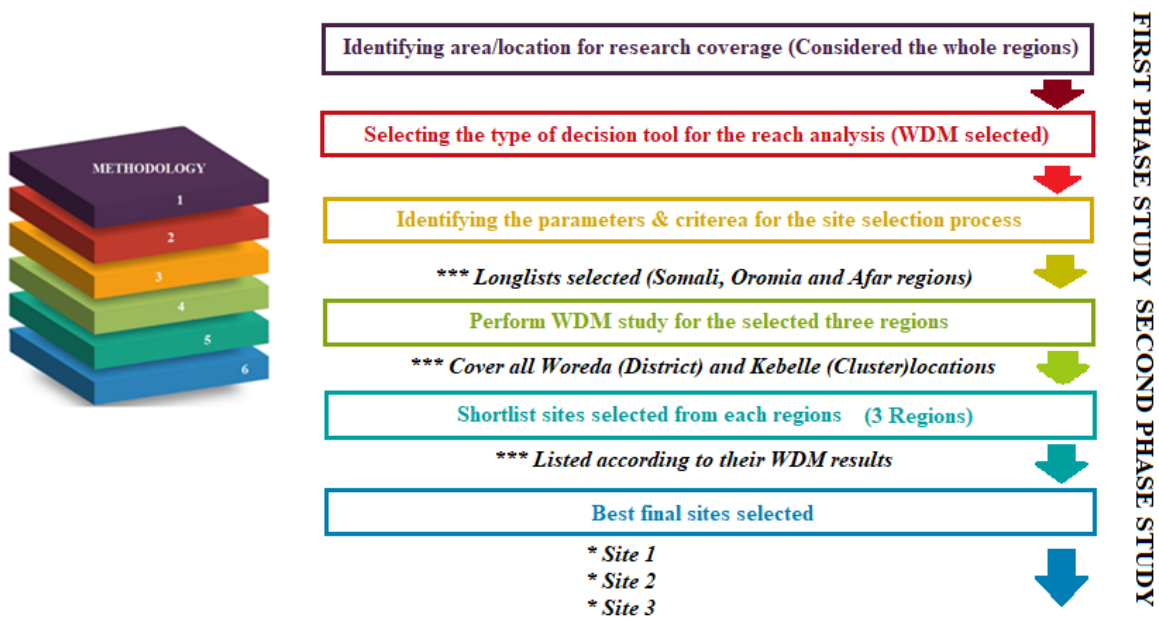 METHODOLOGY
1
2
3
4
5
6
Identifying area/location for research coverage (Considered the whole regions)
Selecting the type of decision tool for the reach analysis (WDM selected)
Identifying the parameters & criterea for the site selection process
*** Longlists selected (Somali, Oromia and Afar regions)
Perform WDM study for the selected three regions
*** Cover all Woreda (District) and Kebelle (Cluster)locations
Shortlist sites selected from each regions (3 Regions)
*** Listed according to their WDM results
Best final sites selected
* Site 1
* Site 2
* Site 3
FIRST PHASE STUDY
SECOND PHASE STUDY